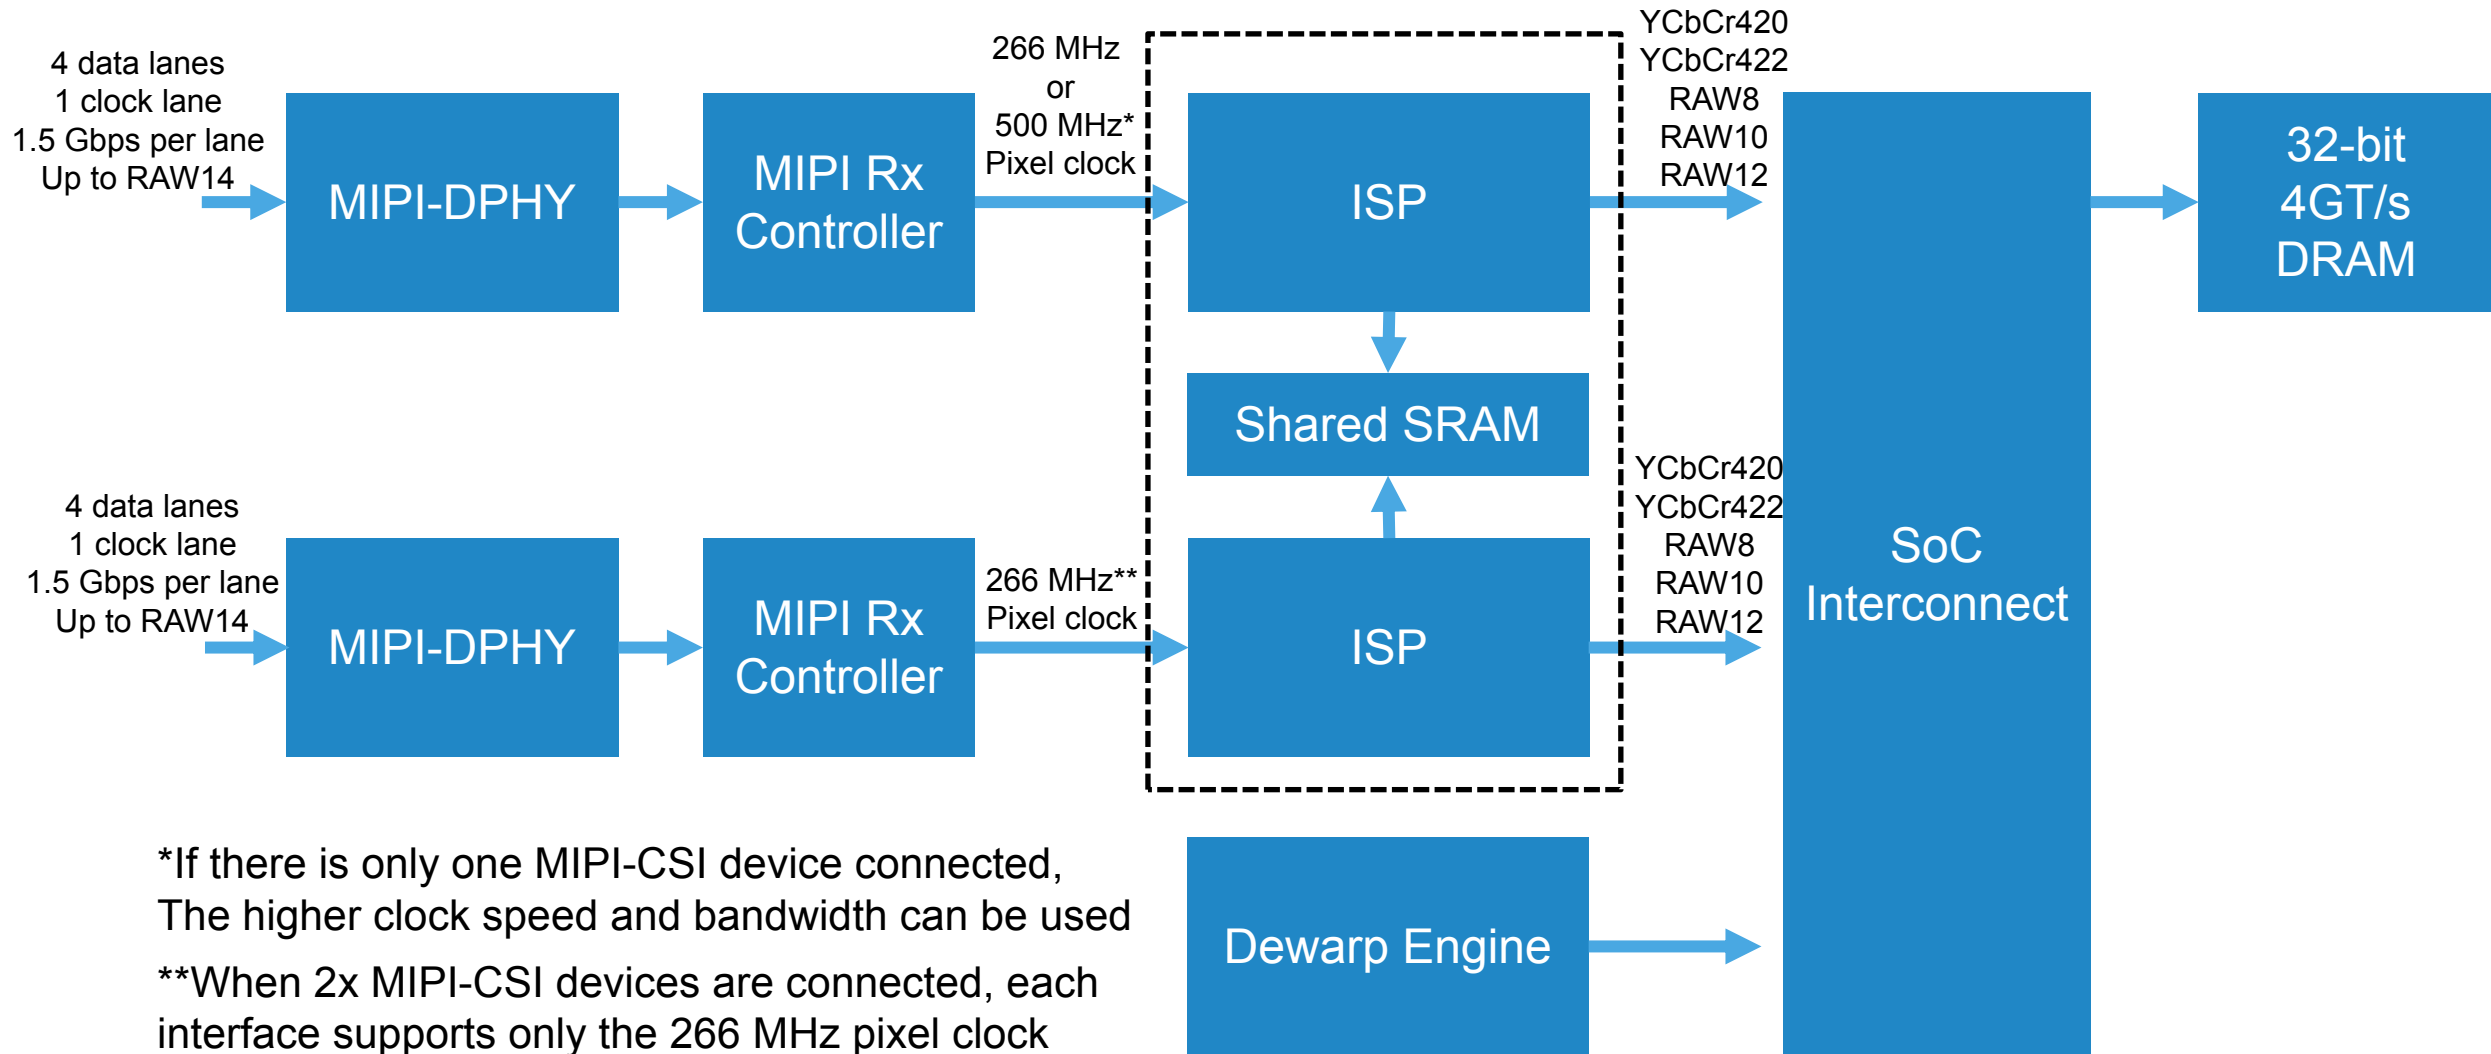 4 data lanes
1 clock lane
1.5 Gbps per lane
Up to RAW14
MIPI-DPHY
MIPI Rx
Controller
266 MHz
or
500 MHz*
Pixel clock
ISP
YCbCr420
YCbCr422
RAW8
RAW10
RAW12
32-bit
4GT/s
DRAM
Shared SRAM
4 data lanes
1 clock lane
1.5 Gbps per lane
Up to RAW14
MIPI-DPHY
MIPI Rx
Controller
266 MHz**
Pixel clock
ISP
YCbCr420
YCbCr422
RAW8
RAW10
RAW12
SoC
Interconnect
*If there is only one MIPI-CSI device connected,
The higher clock speed and bandwidth can be used
**When 2x MIPI-CSI devices are connected, each
interface supports only the 266 MHz pixel clock
Dewarp Engine